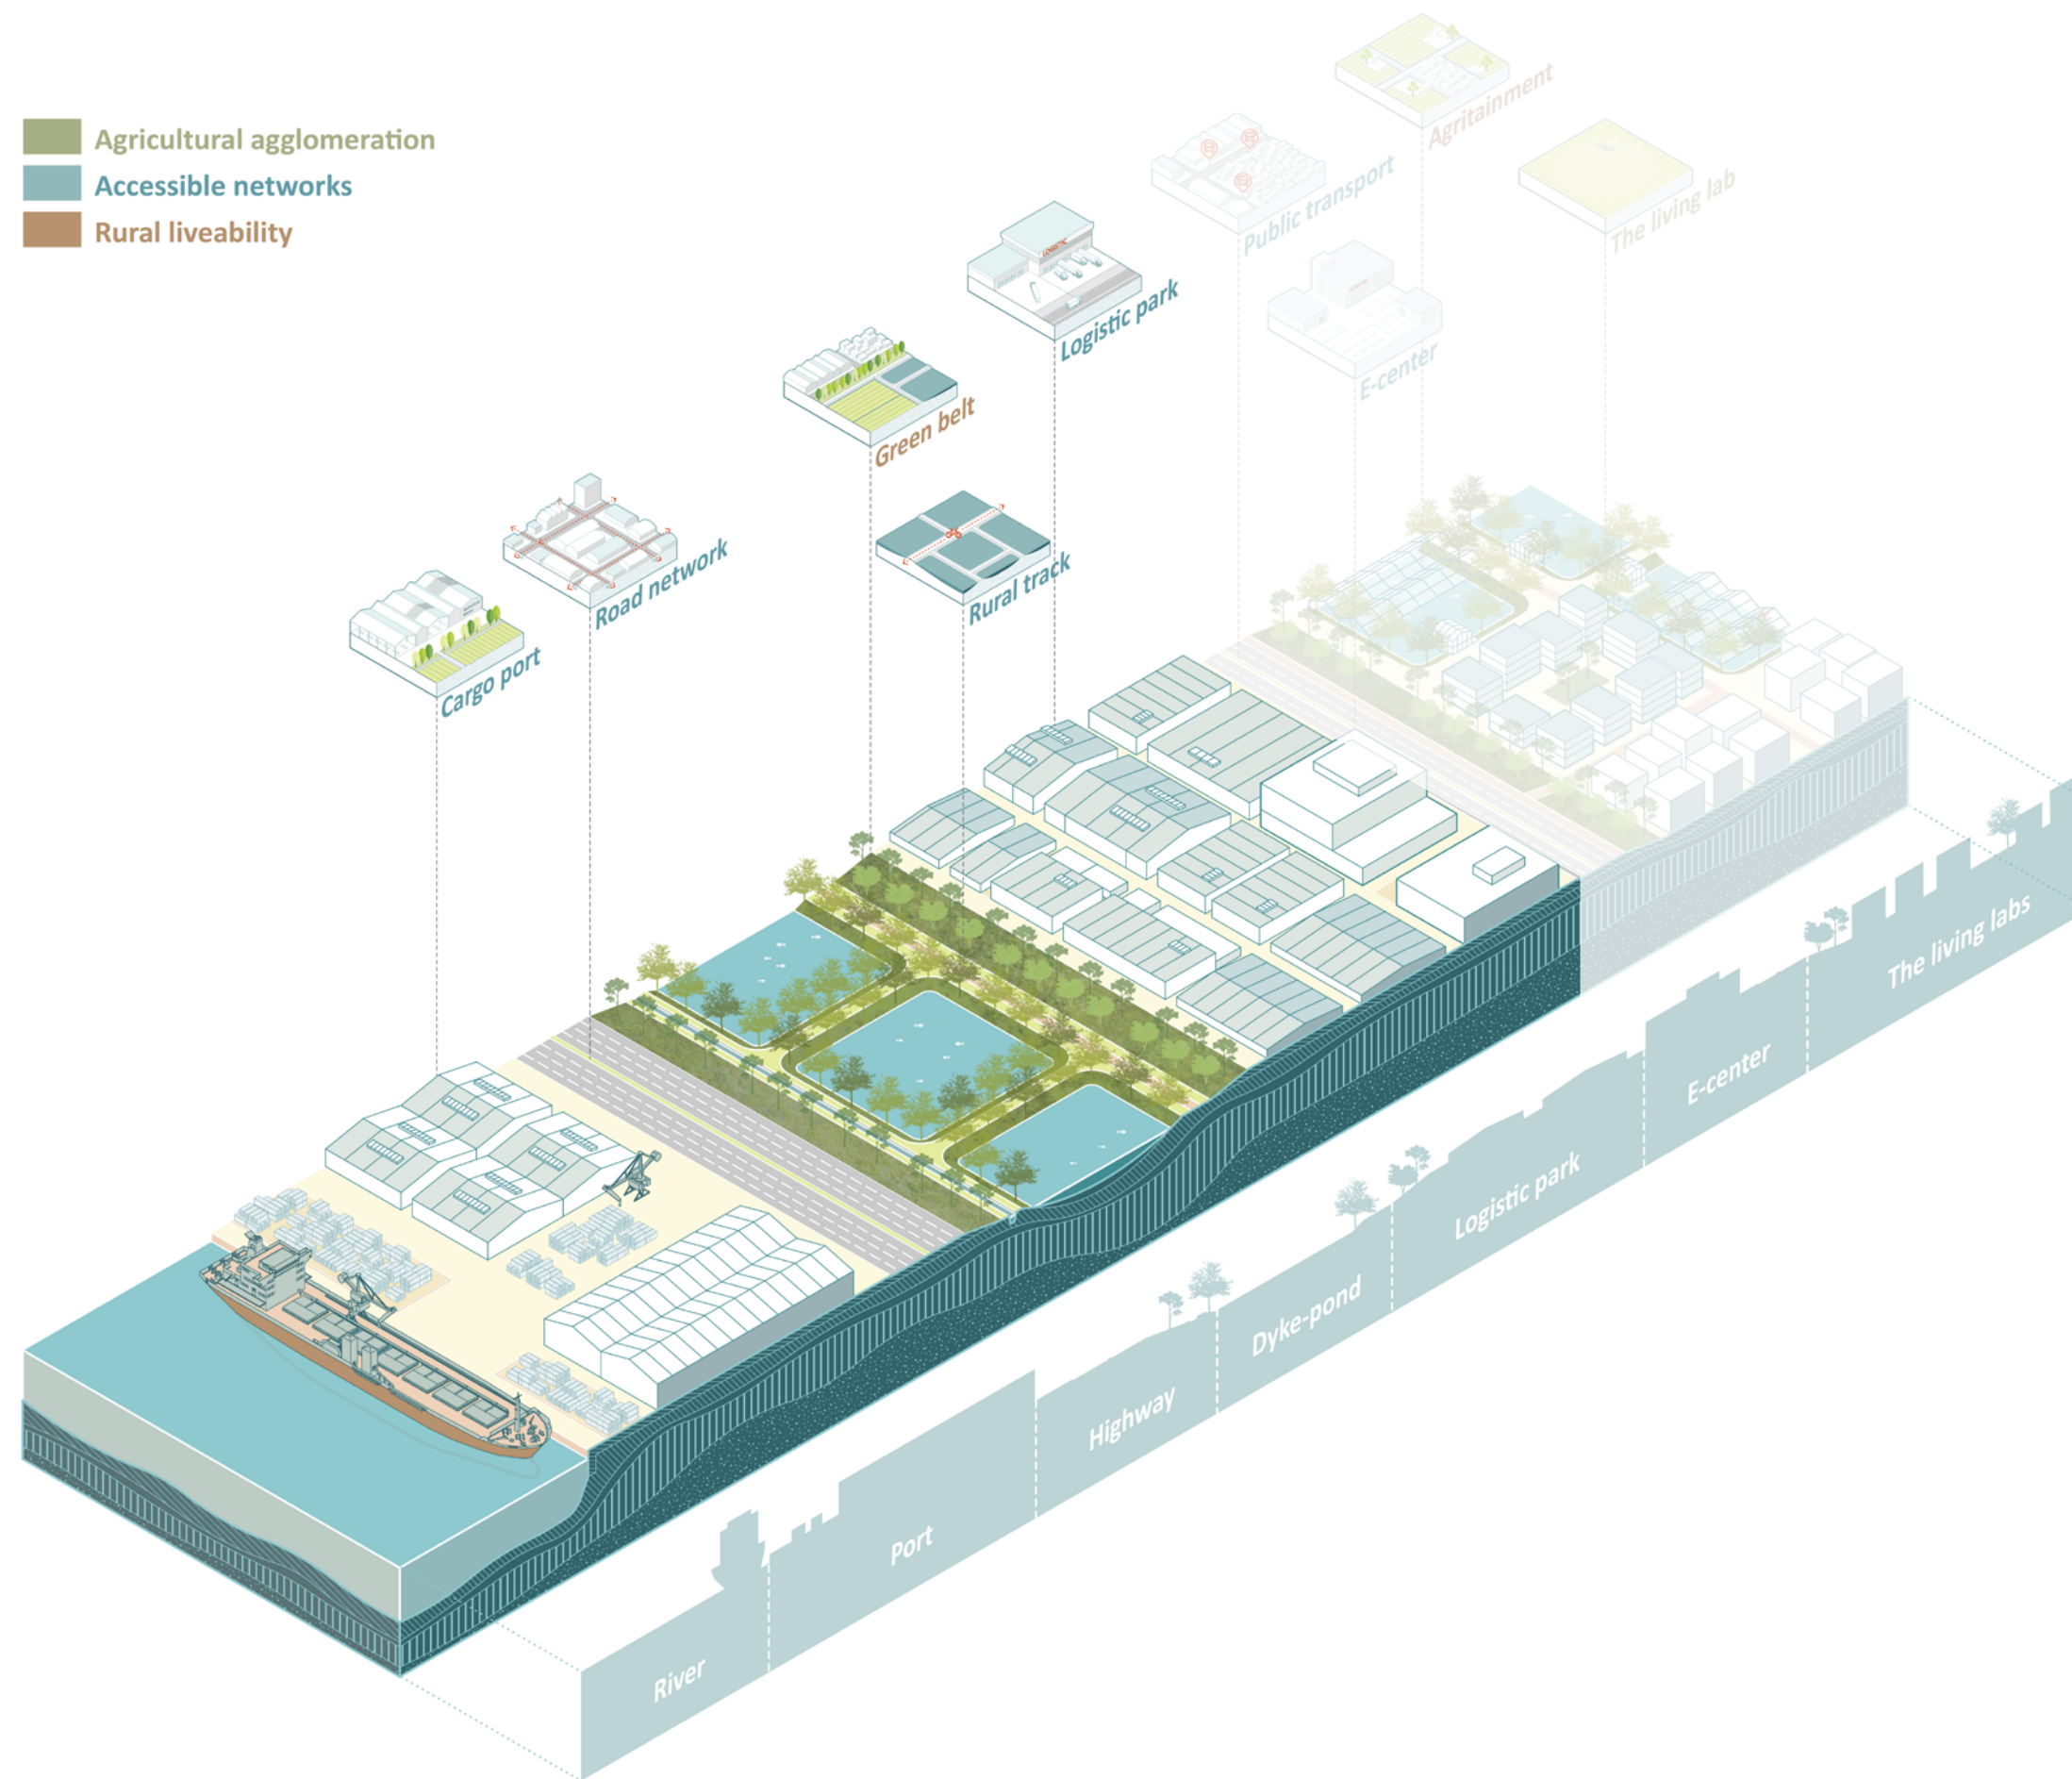 Agricultural agglomeration
Accessible networks
Rural liveability
Agritainment
The living lab
Public transport
E-center
LOGISTIC
Logistic park
Green belt
Rural track
Road network
Cargo port
The living labs
E-center
Logistic park
Dyke-pond
Highway
Port
River